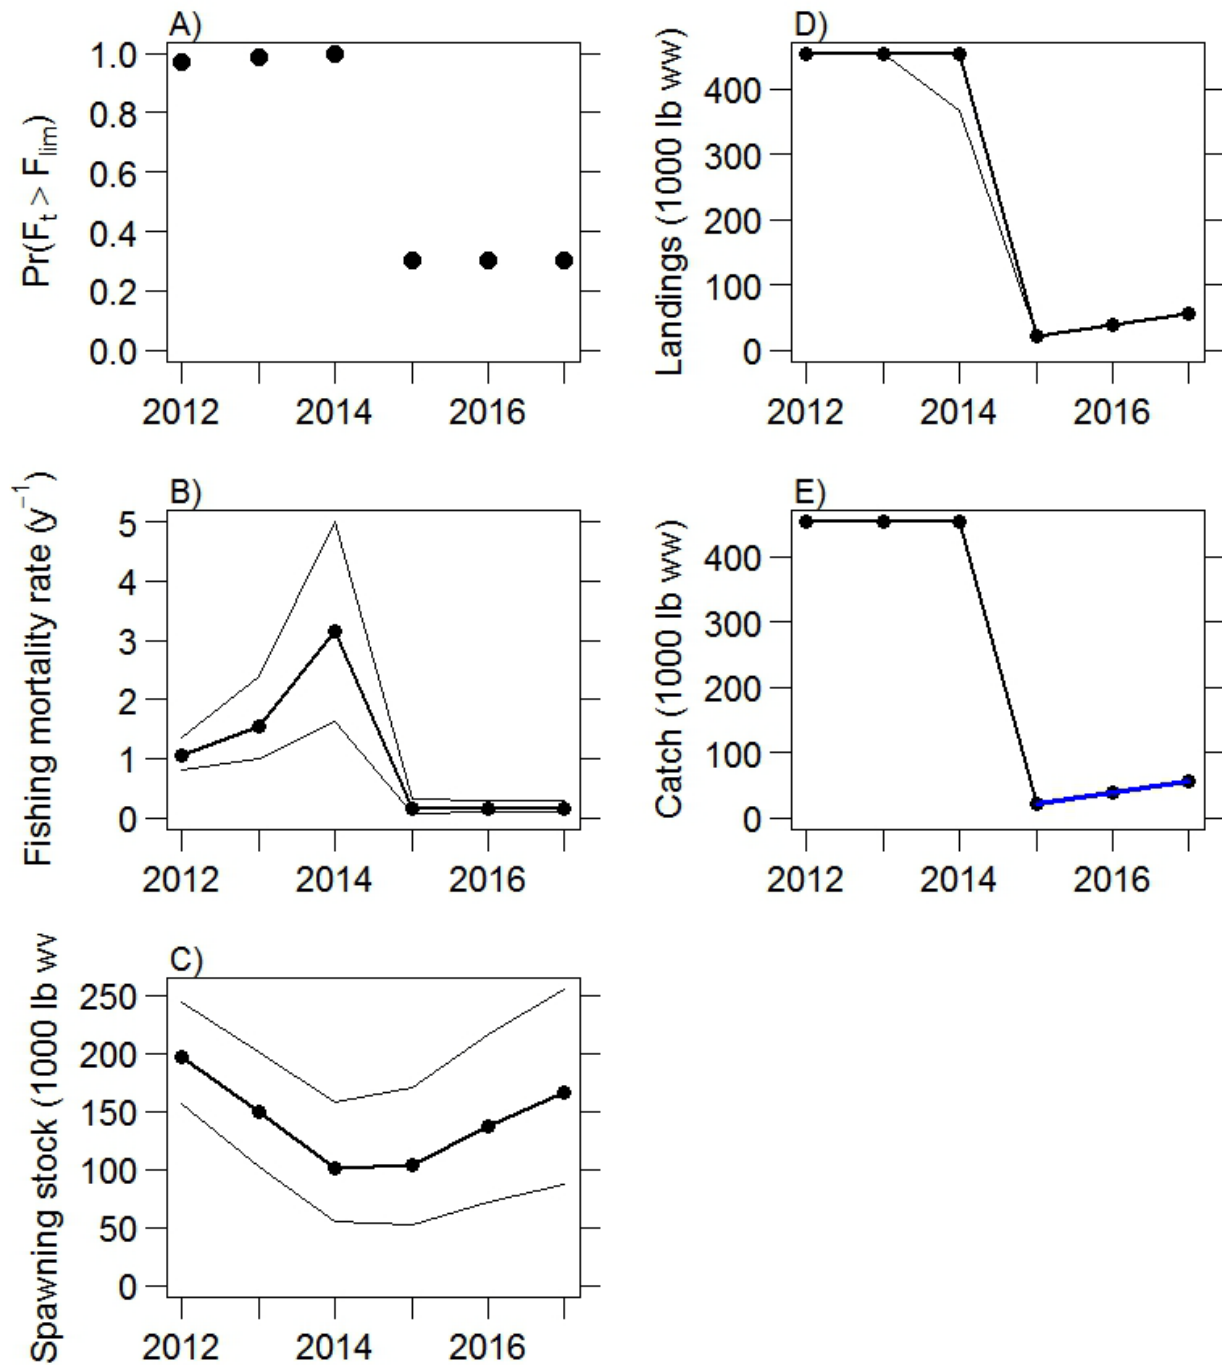 A)
Pr(Fₜ > Fₗᵢₘ)
1.0
0.8
0.6
0.4
0.2
0.0
2012 2014 2016
B)
Fishing mortality rate (y⁻¹)
5
4
3
2
1
0
2012 2014 2016
C)
Spawning stock (1000 lb wv
250
200
150
100
50
0
2012 2014 2016
D)
Landings (1000 lb ww)
400
300
200
100
0
2012 2014 2016
E)
Catch (1000 lb ww)
400
300
200
100
0
2012 2014 2016